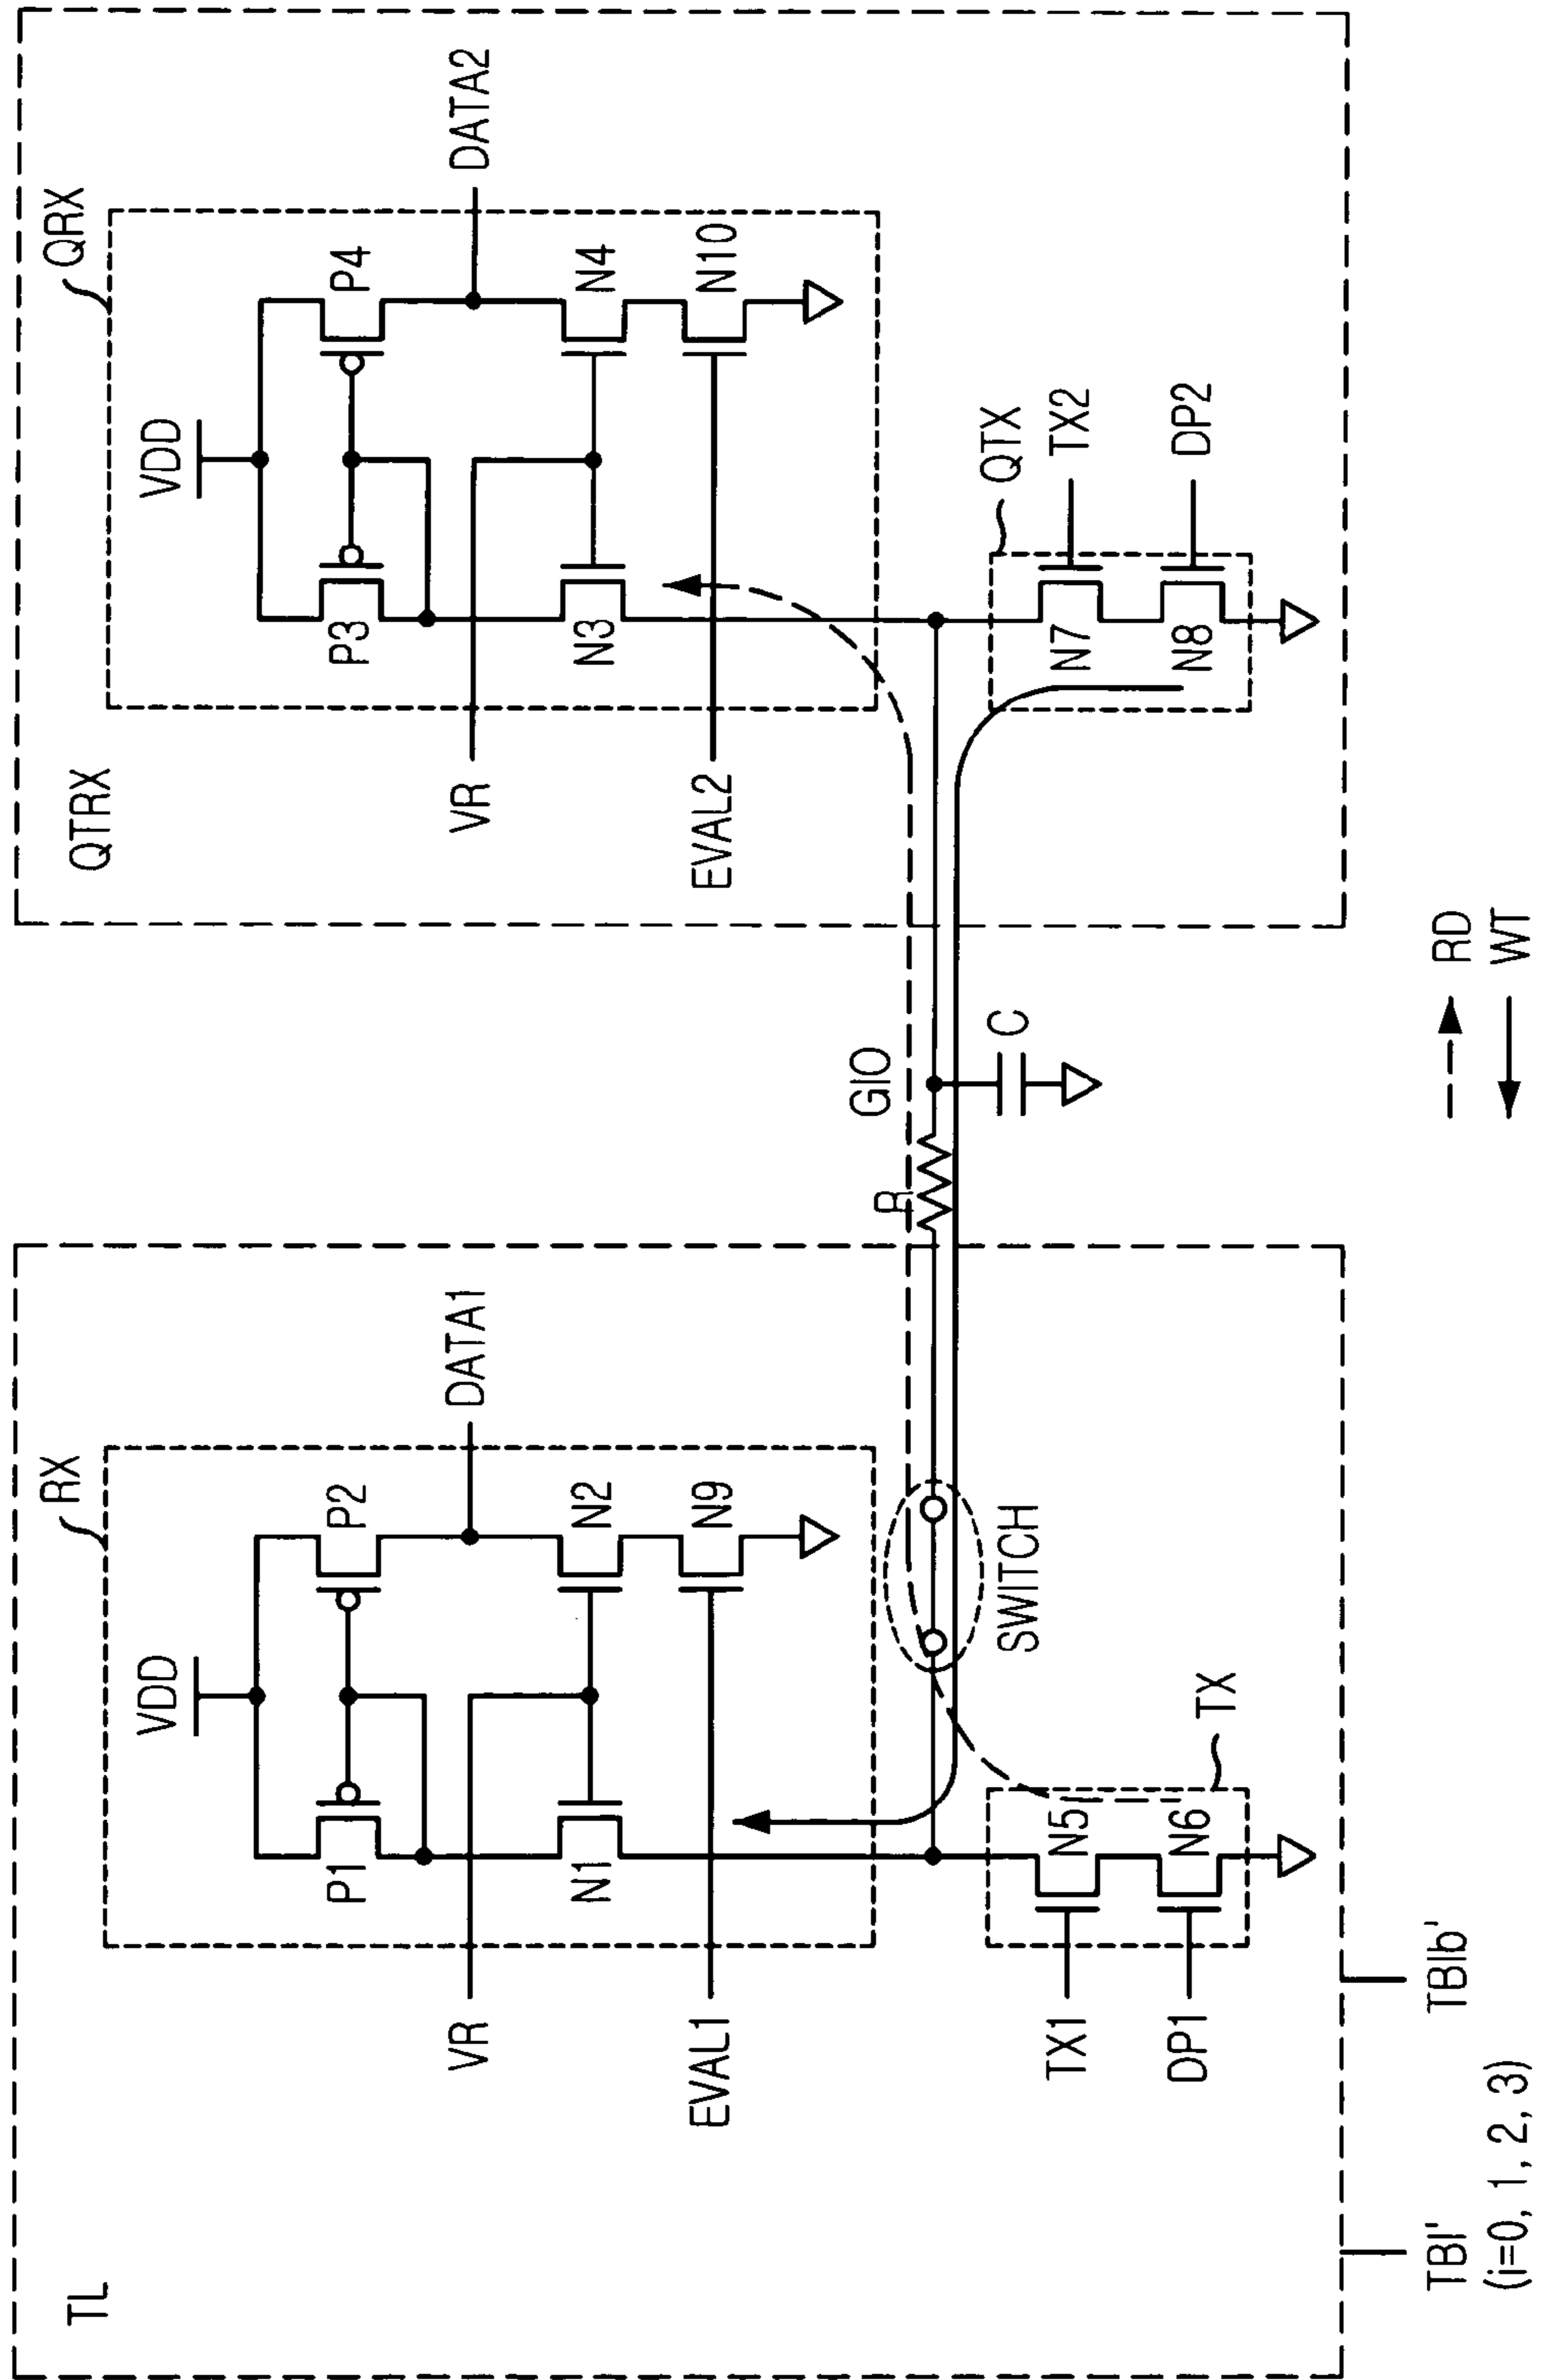 TL
RX
VDD
P1
P2
DATA1
VR
N1
N2
EVAL1
N9
SWITCH
TX1
N5
TX
DP1
N6
TBI'
(i=0, 1, 2, 3)
TBIb'
R
GIO
C
RD
WT
QTRX
QRX
VDD
P3
P4
DATA2
VR
N3
N4
EVAL2
N10
QTX
N7
TX2
N8
DP2